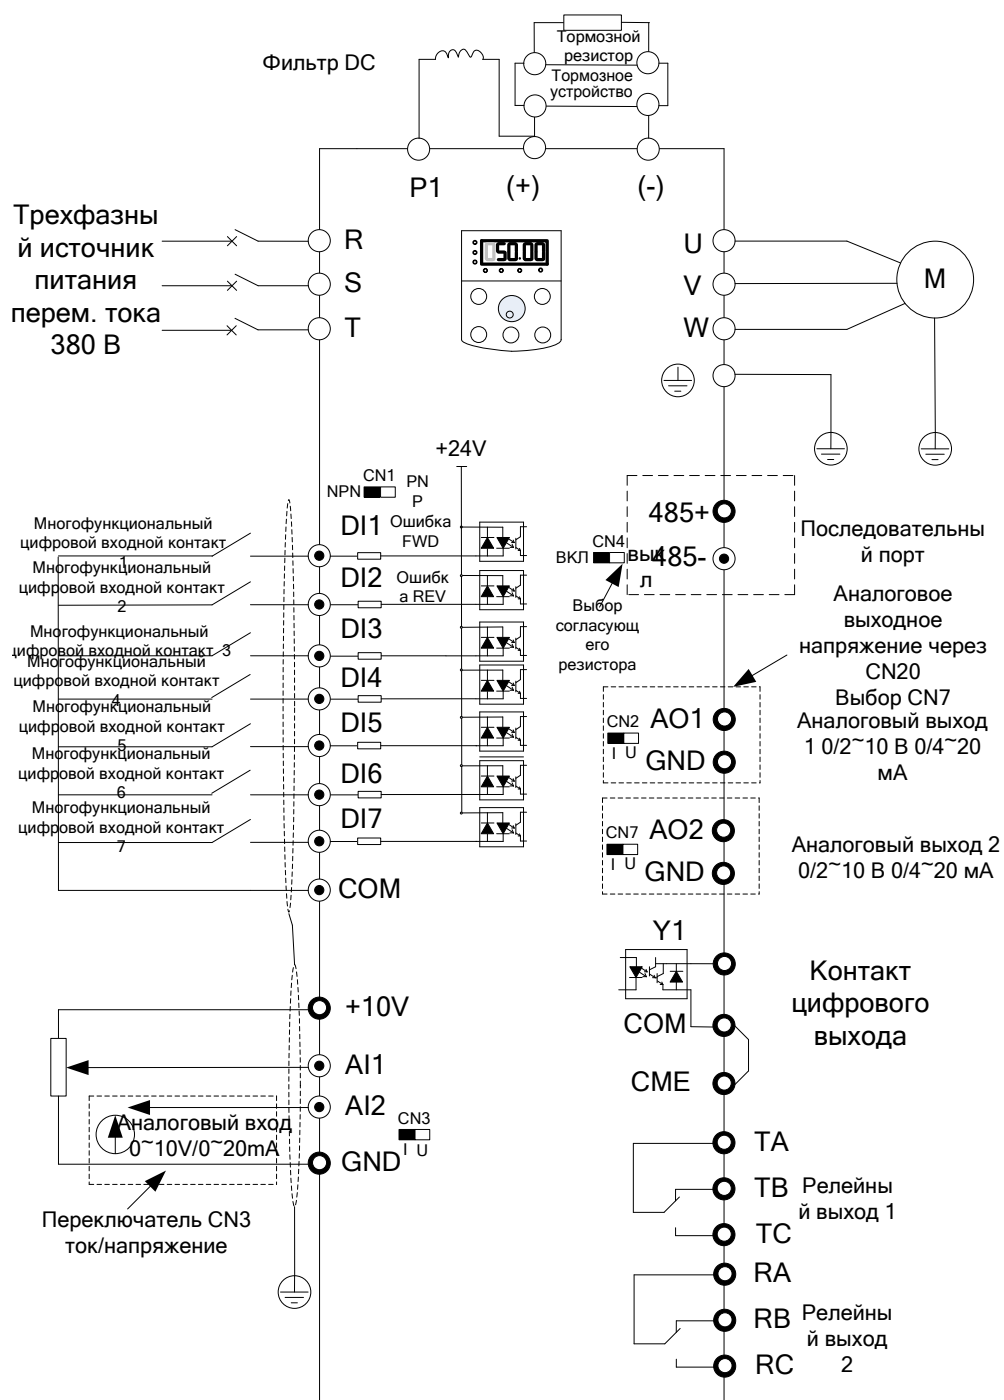 Фильтр DC
Тормозной
резистор
Тормозное
устройство
P1
(+)
(-)
Трехфазны
й источник
питания
перем. тока
380 В
R
S
T
50.00
U
V
W
M
+24V
CN1
NPN
PN
P
DI1
Ошибка
FWD
DI2
Ошибк
а REV
DI3
DI4
DI5
DI6
DI7
COM
Многофункциональный
цифровой входной контакт
1
Многофункциональный
цифровой входной контакт
2
Многофункциональный
цифровой входной контакт 3
Многофункциональный
цифровой входной контакт
4
Многофункциональный
цифровой входной контакт
5
Многофункциональный
цифровой входной контакт
6
Многофункциональный
цифровой входной контакт
7
485+
CN4
ВКЛ
выкл
485-
Последовательны
й порт
Выбор
согласующ
его
резистора
Аналоговое
выходное
напряжение через
CN20
Выбор CN7
CN2
I U
AO1
GND
Аналоговый выход
1 0/2~10 В 0/4~20
мА
CN7
I U
AO2
GND
Аналоговый выход 2
0/2~10 В 0/4~20 мА
Y1
COM
CME
Контакт
цифрового
выхода
+10V
AI1
AI2
CN3
I U
GND
Аналоговый вход
0~10V/0~20mA
Переключатель CN3
ток/напряжение
TA
TB
TC
Релейны
й выход 1
RA
RB
RC
Релейны
й выход
2